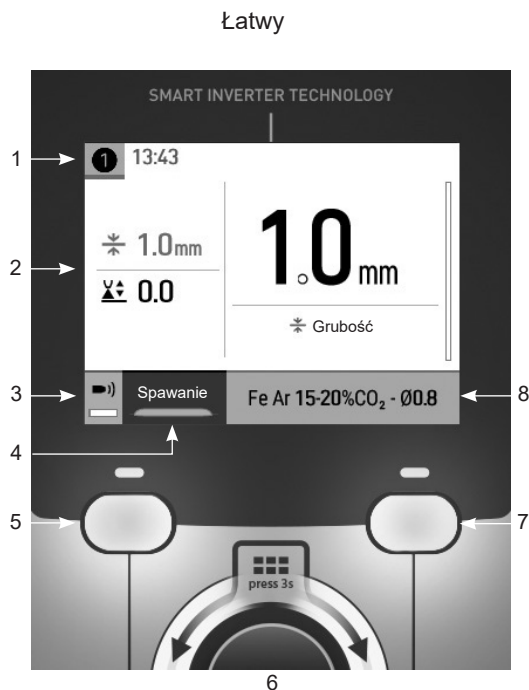 Łatwy
SMART INVERTER TECHNOLOGY
1
1 13:43
2
1.0mm
0.0
1.0mm
Grubość
3
Spawanie
Fe Ar 15-20%CO₂ - Ø0.8
8
4
5
7
press 3s
6